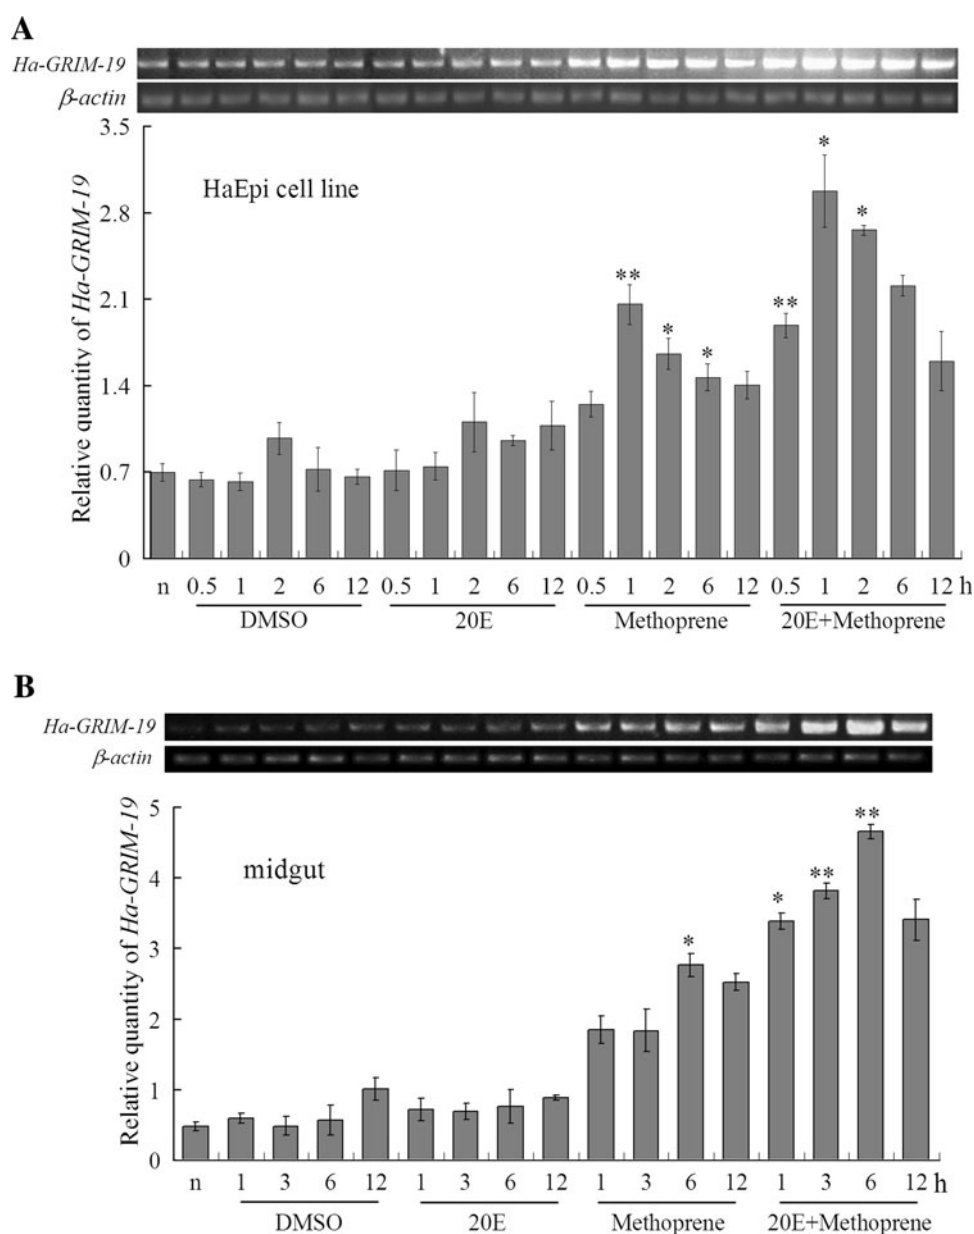 A
Ha-GRIM-19
β-actin
3.5
2.8
2.1
1.4
0.7
0
Relative quantity of Ha-GRIM-19
HaEpi cell line
** * * ** * *
n 0.5 1 2 6 12 0.5 1 2 6 12 0.5 1 2 6 12 0.5 1 2 6 12 h
DMSO 20E Methoprene 20E+Methoprene
B
Ha-GRIM-19
β-actin
5
4
3
2
1
0
Relative quantity of Ha-GRIM-19
midgut
* * ** **
n 1 3 6 12 1 3 6 12 1 3 6 12 1 3 6 12 h
DMSO 20E Methoprene 20E+Methoprene